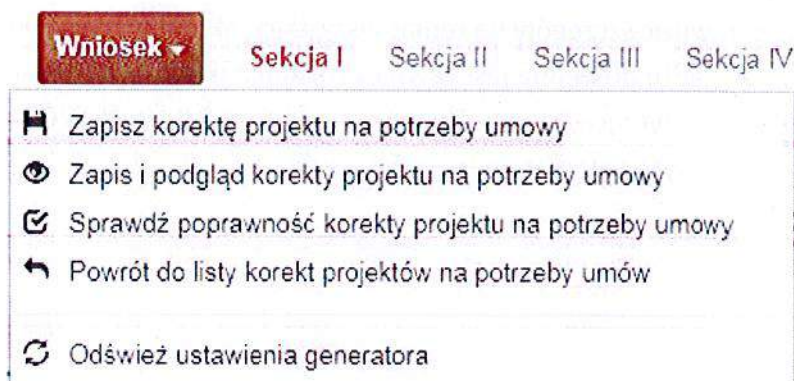 Wniosek Sekcja I Sekcja II Sekcja III Sekcja IV
Zapisz korektę projektu na potrzeby umowy
Zapis i podgląd korekty projektu na potrzeby umowy
Sprawdź poprawność korekty projektu na potrzeby umowy
Powrót do listy korekt projektów na potrzeby umów
Odśwież ustawienia generatora